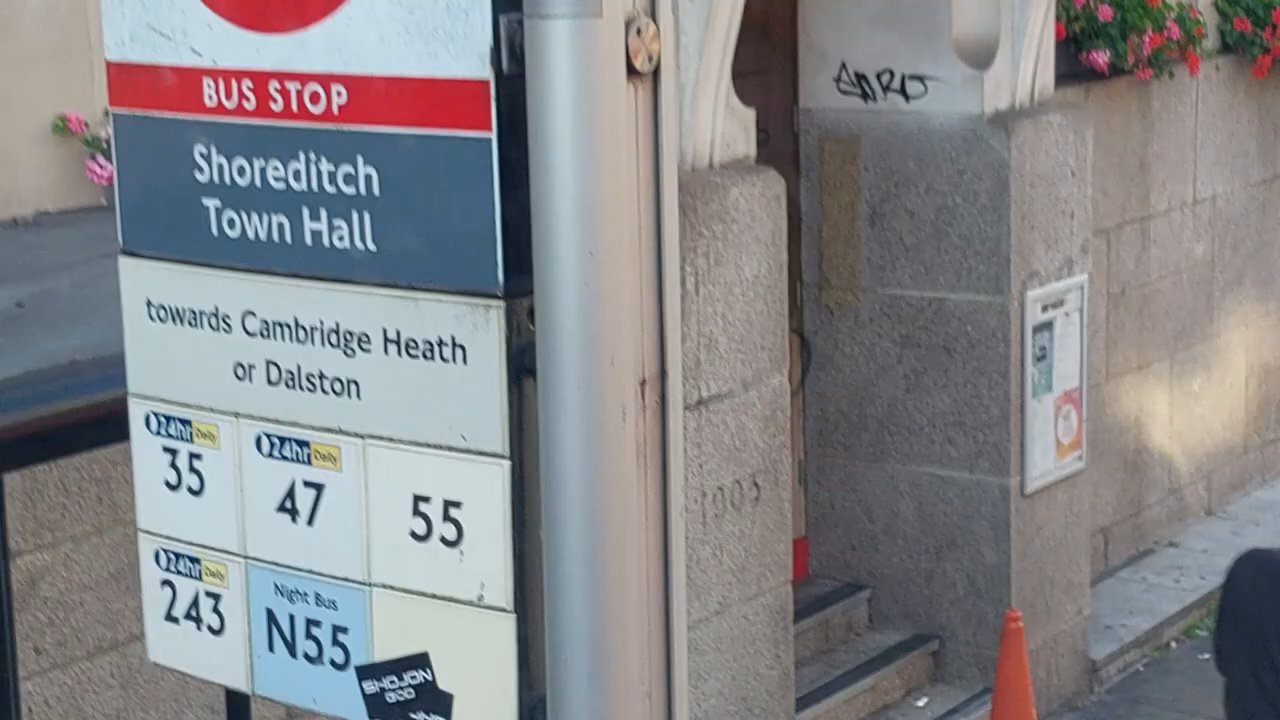 BUS STOP
Shoreditch
Town Hall
towards Cambridge Heath
or Dalston
24hr Daily
35
24hr Daily
47
55
24hr Daily
243
Night Bus
N55
SHOJON